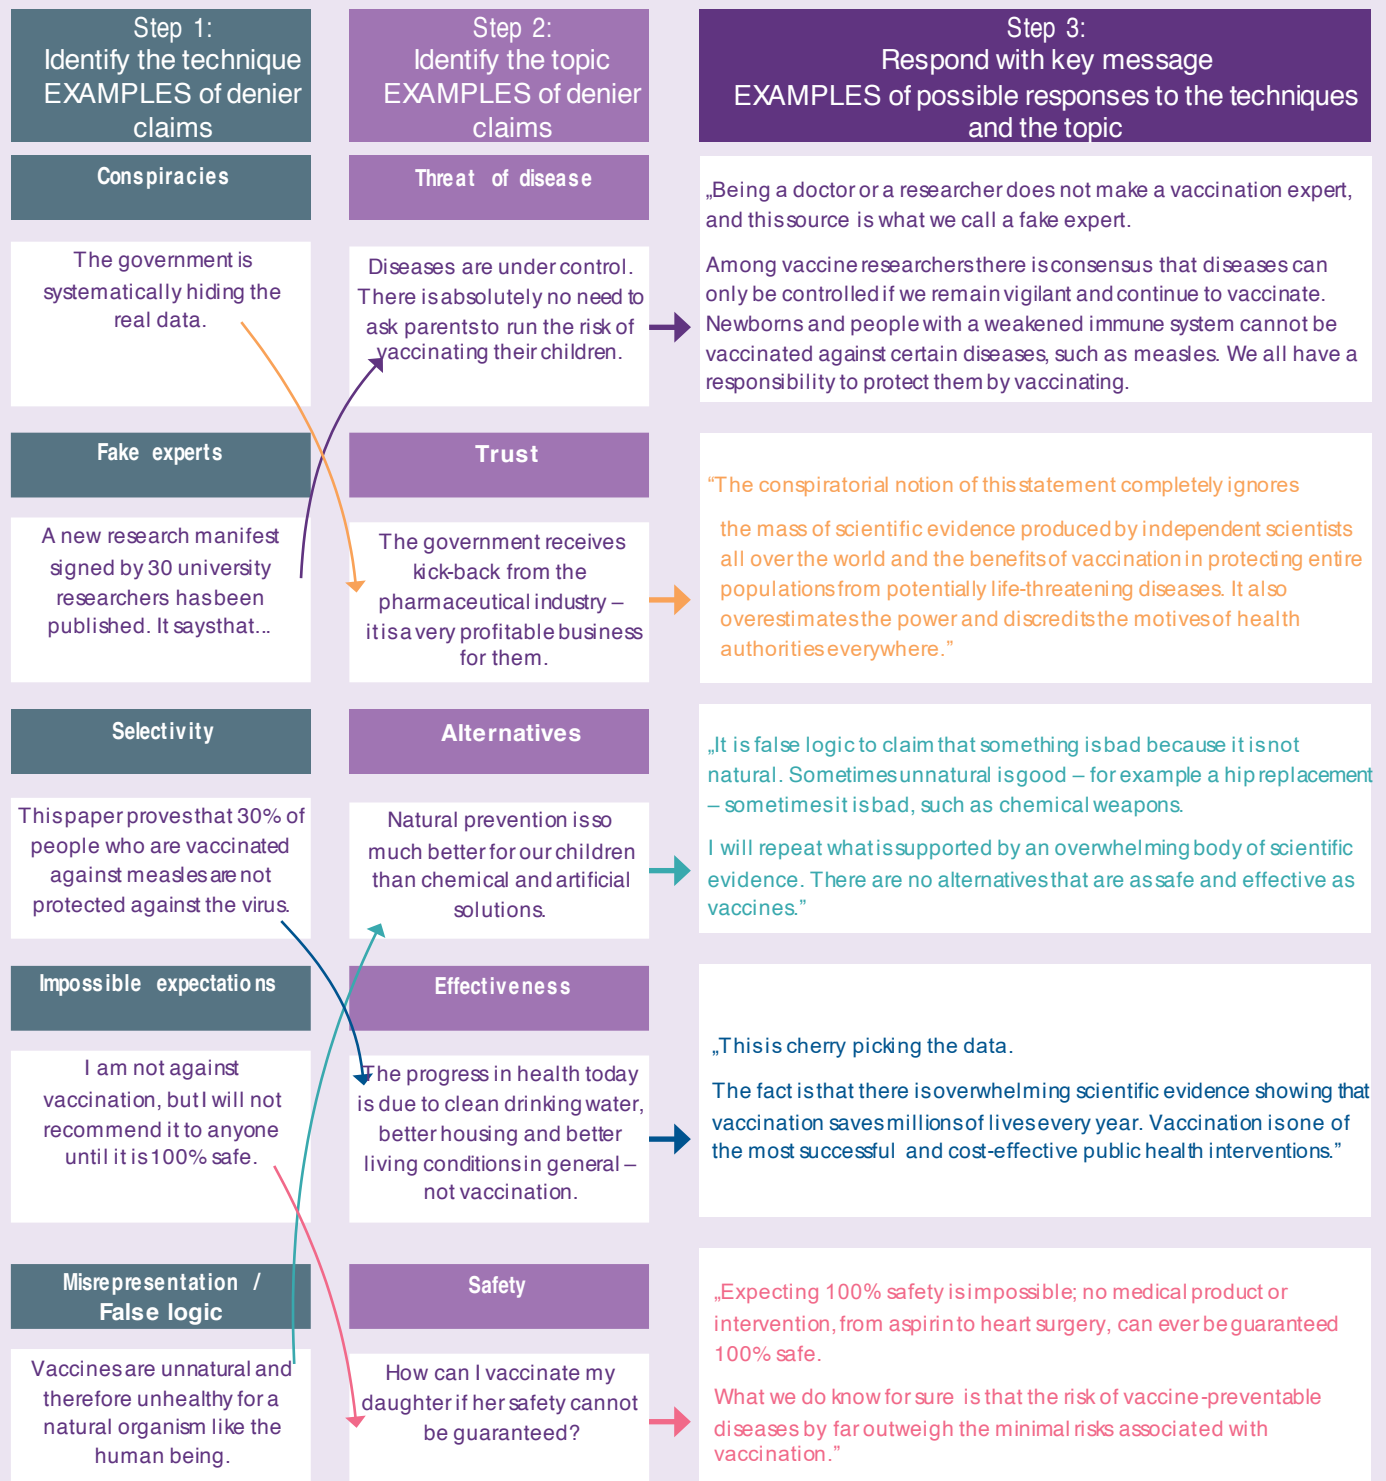 Step 1:
Identify the technique
EXAMPLES of denier
claims
Step 2:
Identify the topic
EXAMPLES of denier
claims
Step 3:
Respond with key message
EXAMPLES of possible responses to the techniques
and the topic
Conspiracies
The government is
systematically hiding the
real data.
Threat of disease
Diseases are under control.
There is absolutely no need to
ask parents to run the risk of
vaccinating their children.
„Being a doctor or a researcher does not make a vaccination expert,
and this source is what we call a fake expert.
Among vaccine researchers there is consensus that diseases can
only be controlled if we remain vigilant and continue to vaccinate.
Newborns and people with a weakened immune system cannot be
vaccinated against certain diseases, such as measles. We all have a
responsibility to protect them by vaccinating.
Fake experts
A new research manifest
signed by 30 university
researchers has been
published. It says that...
Trust
The government receives
kick-back from the
pharmaceutical industry –
it is a very profitable business
for them.
“The conspiratorial notion of this statement completely ignores
the mass of scientific evidence produced by independent scientists
all over the world and the benefits of vaccination in protecting entire
populations from potentially life-threatening diseases. It also
overestimates the power and discredits the motives of health
authorities everywhere.”
Selectivity
This paper proves that 30% of
people who are vaccinated
against measles are not
protected against the virus.
Alternatives
Natural prevention is so
much better for our children
than chemical and artificial
solutions.
„It is false logic to claim that something is bad because it is not
natural. Sometimes unnatural is good – for example a hip replacement
– sometimes it is bad, such as chemical weapons.
I will repeat what is supported by an overwhelming body of scientific
evidence. There are no alternatives that are as safe and effective as
vaccines.”
Impossible expectations
I am not against
vaccination, but I will not
recommend it to anyone
until it is 100% safe.
Effectiveness
The progress in health today
is due to clean drinking water,
better housing and better
living conditions in general –
not vaccination.
„This is cherry picking the data.
The fact is that there is overwhelming scientific evidence showing that
vaccination saves millions of lives every year. Vaccination is one of
the most successful and cost-effective public health interventions.”
Misrepresentation /
False logic
Vaccines are unnatural and
therefore unhealthy for a
natural organism like the
human being.
Safety
How can I vaccinate my
daughter if her safety cannot
be guaranteed?
„Expecting 100% safety is impossible; no medical product or
intervention, from aspirin to heart surgery, can ever be guaranteed
100% safe.
What we do know for sure is that the risk of vaccine-preventable
diseases by far outweigh the minimal risks associated with
vaccination.”